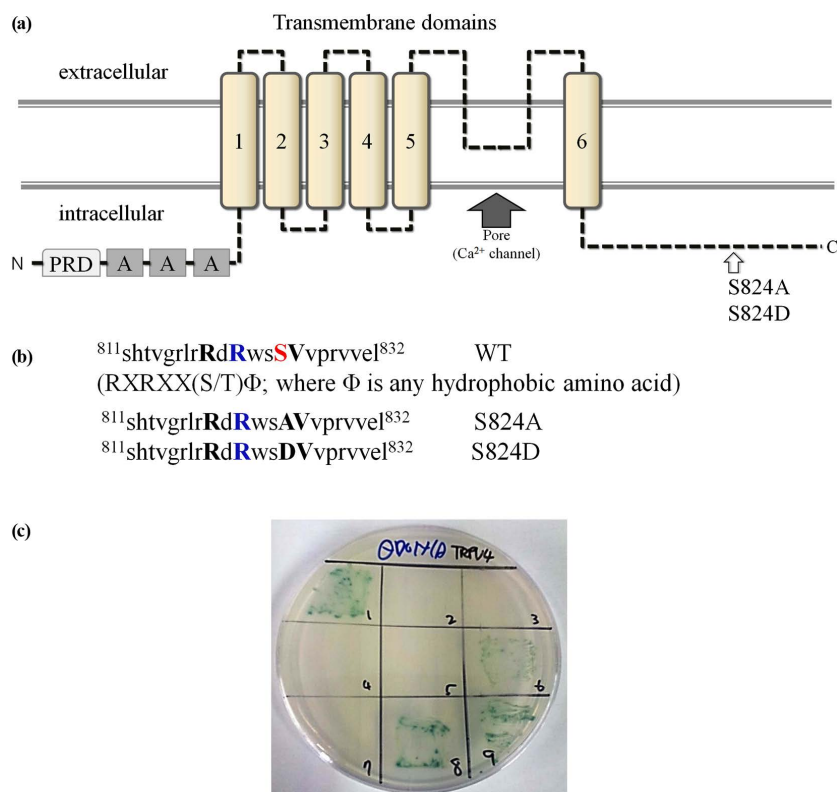 (a)
Transmembrane domains
extracellular
1 2 3 4 5 6
intracellular
N PRD A A A
Pore
(Ca²⁺ channel)
C
S824A
S824D
(b)
⁸¹¹shtvgrlrRdRwsSVvprvvel⁸³² WT
(RXRXX(S/T)Φ; where Φ is any hydrophobic amino acid)
⁸¹¹shtvgrlrRdRwsAVvprvvel⁸³² S824A
⁸¹¹shtvgrlrRdRwsDVvprvvel⁸³² S824D
(c)
TRPV4
1 2 3
4 5 6
7 8 9